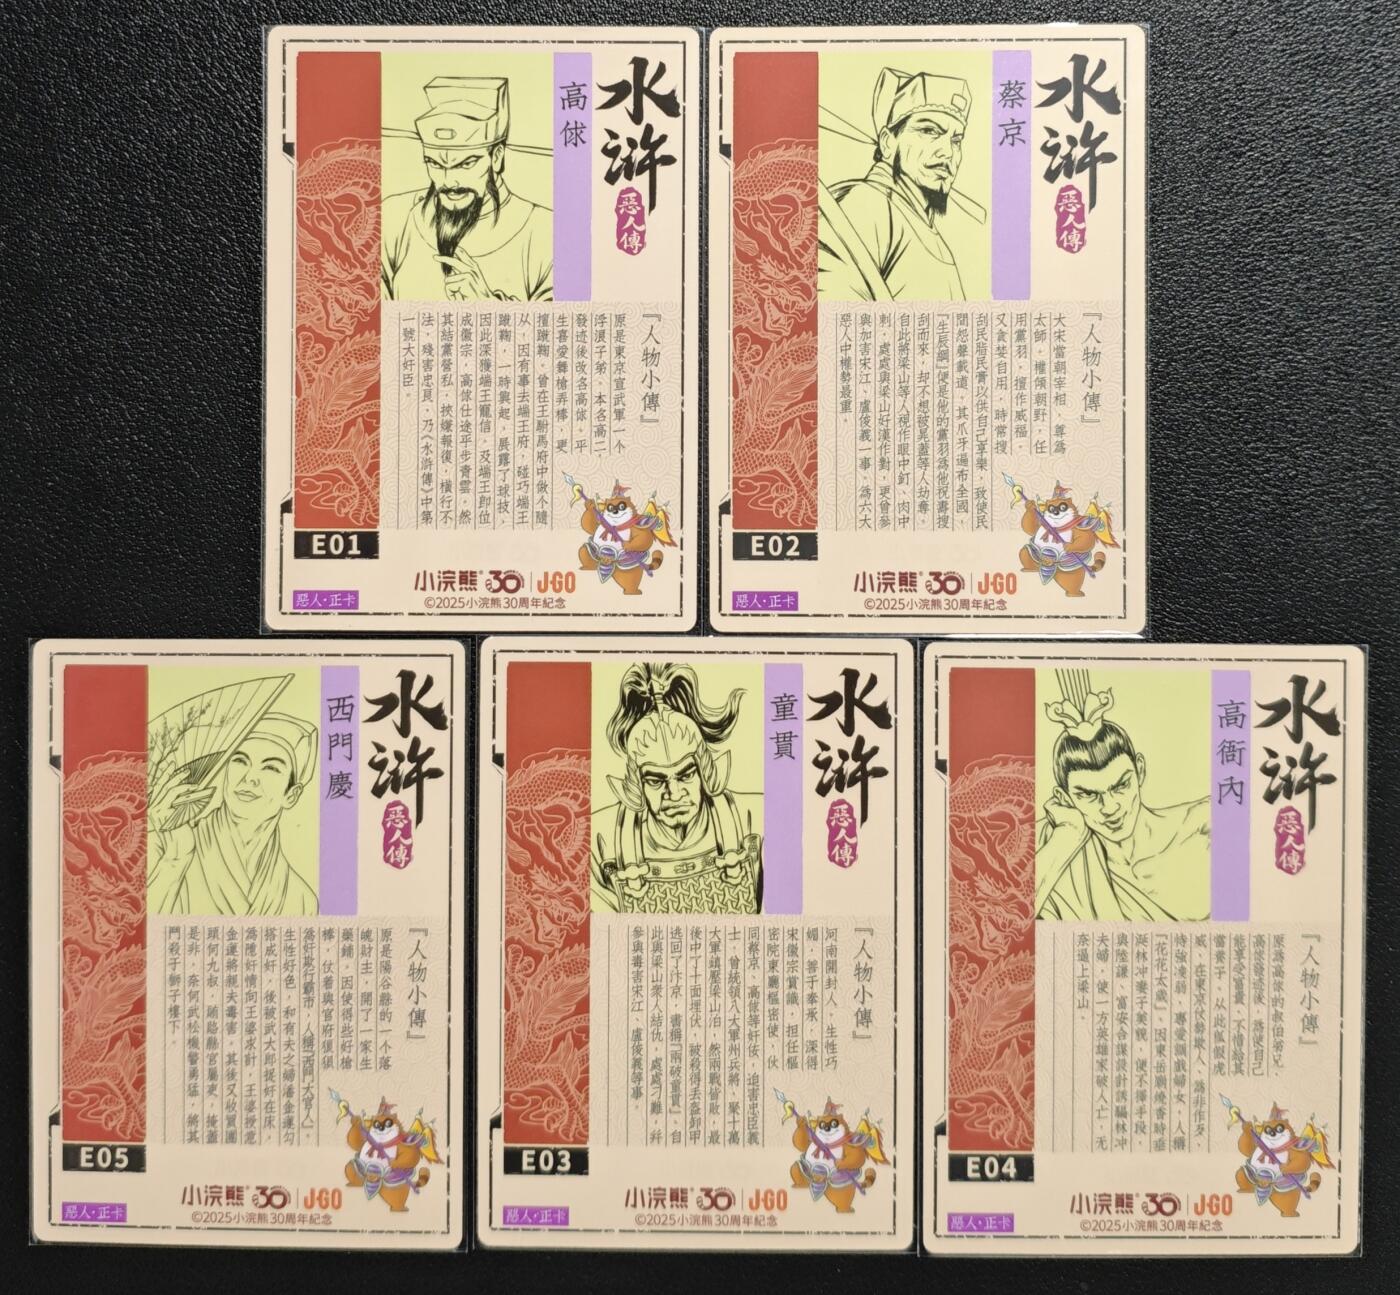 水滸
惡人傳
高俅
『人物小傳』
原是東京宣武軍一个
浮浪子弟，本名高二，
發迹後改名高俅。平
生喜愛舞槍弄棒，更
擅蹴鞠。曾在王駙馬府中做个隨
从，因有事去端王府，碰巧端王
蹴鞠，一時興起，展露了球技，
因此深獲端王寵信，及端王即位
成徽宗，高俅仕途平步青雲，然
其結黨營私，挾嫌報復，橫行不
法，殘害忠良，乃《水滸傳》中第
一號大奸臣。
E01
惡人·正卡
小浣熊 30 J·GO
©2025小浣熊30周年紀念
水滸
惡人傳
蔡京
『人物小傳』
大宋當朝宰相，尊為
太師，權傾朝野，任
用黨羽，擅作威福，
又貪婪自用，時常搜
刮民脂民膏以供自己享樂，致使民
間怨聲載道，其爪牙遍布全國，
『生辰綱』便是他的黨羽為他祝壽搜
刮而來，却不想被晁蓋等人劫奪，
自此將梁山等人視作眼中釘、肉中
刺，處處與梁山好漢作對，更曾參
與加害宋江、盧俊義一事，為六大
惡人中權勢最重。
E02
惡人·正卡
小浣熊 30 J·GO
©2025小浣熊30周年紀念
水滸
惡人傳
西門慶
『人物小傳』
原是陽谷縣的一个落
魄財主，開了一家生
藥鋪，因使得些好槍
棒，仗着與官府狼狽
為奸欺行霸市，人稱『西門大官人』
生性好色，和有夫之婦潘金蓮勾
搭成奸，後被武大郎捉奸在床，
為隱奸情向王婆求計，王婆授意
金蓮將親夫毒害。其後又收買團
頭何九叔，賄賂縣官屬吏，掩蓋
是非，奈何武松機警勇猛，將其
鬥殺于獅子樓下。
E05
惡人·正卡
小浣熊 30 J·GO
©2025小浣熊30周年紀念
水滸
惡人傳
童貫
『人物小傳』
河南開封人，生性巧
媚，善于奉承，深得
宋徽宗賞識，担任樞
密院東廳樞密使，伙
同蔡京、高俅等奸佞，迫害忠臣義
士，曾統領八大軍州兵將，聚十萬
大軍鎮壓梁山泊，然兩戰皆敗，最
後中了十面埋伏，被殺得丢盔卸甲
逃回了汴京，書稱『兩破童貫』，自
此與梁山衆人結仇，處處刁難，并
參與毒害宋江、盧俊義等事。
E03
惡人·正卡
小浣熊 30 J·GO
©2025小浣熊30周年紀念
水滸
惡人傳
高衙內
『人物小傳』
原為高俅的叔伯弟兄，
高俅發迹後，為使自己
能享受富貴，不惜給其
當養子，从此狐假虎
威，在東京仗勢欺人、為非作歹，
恃強凌弱，專愛調戲婦女，人稱
『花花太歲』，因東岳廟燒香時垂
涎林冲妻子美貌，便不擇手段，
與陸謙、富安合謀設計誘騙林冲
夫婦，使一方英雄家破人亡，无
奈逼上梁山。
E04
惡人·正卡
小浣熊 30 J·GO
©2025小浣熊30周年紀念